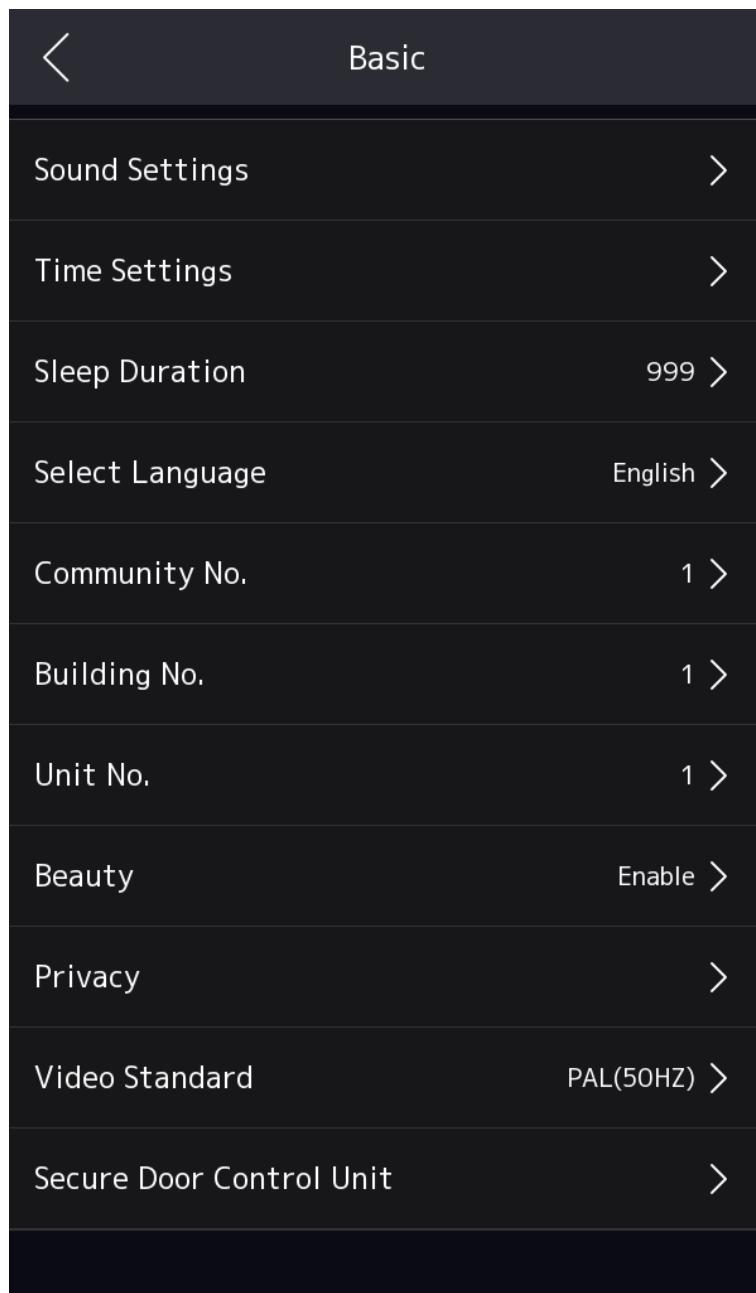 Basic
Sound Settings
Time Settings
Sleep Duration 999
Select Language English
Community No. 1
Building No. 1
Unit No. 1
Beauty Enable
Privacy
Video Standard PAL(50HZ)
Secure Door Control Unit